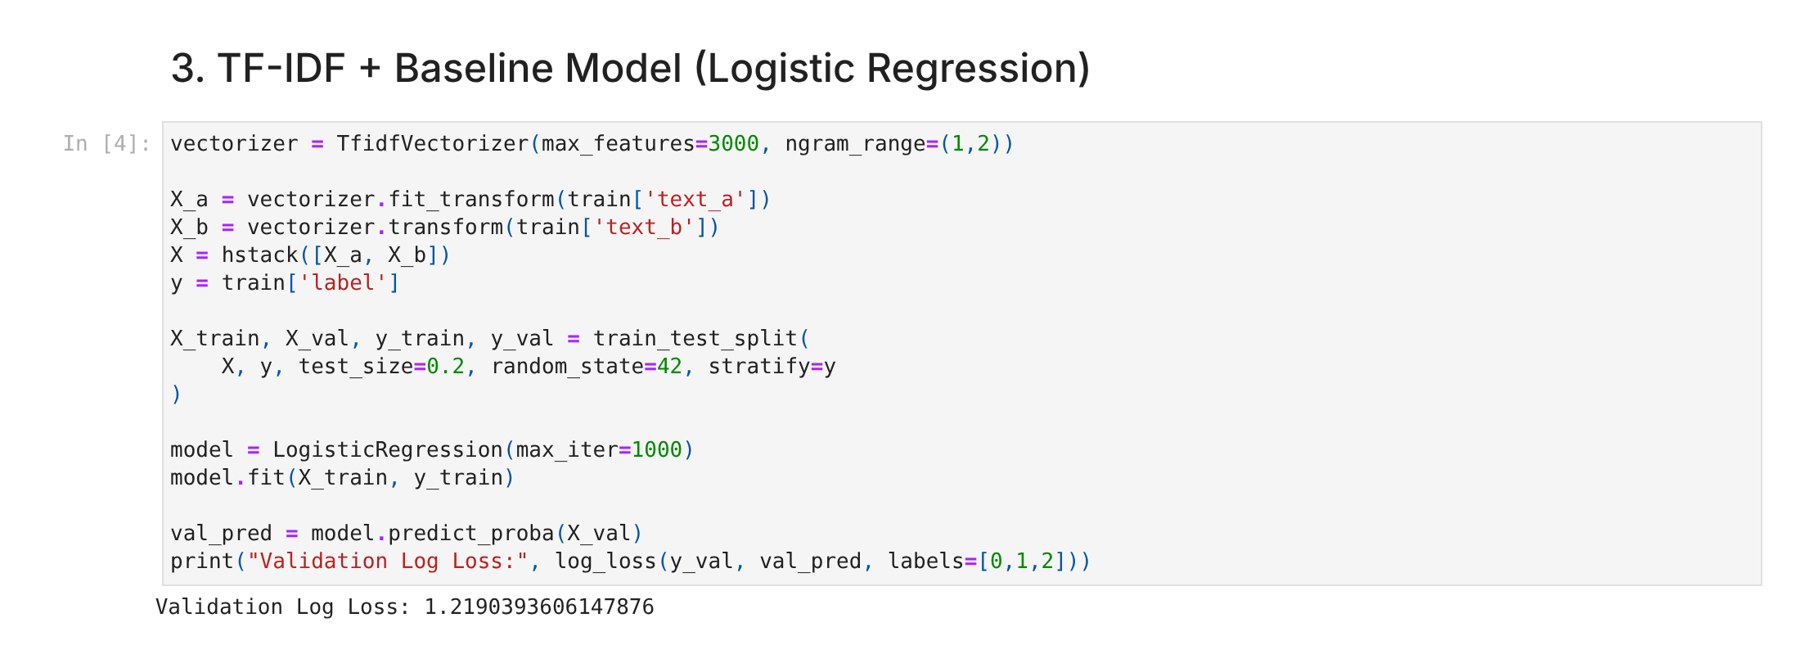 3. TF-IDF + Baseline Model (Logistic Regression)
In [4]:
vectorizer = TfidfVectorizer(max_features=3000, ngram_range=(1,2))
X_a = vectorizer.fit_transform(train['text_a'])
X_b = vectorizer.transform(train['text_b'])
X = hstack([X_a, X_b])
y = train['label']
X_train, X_val, y_train, y_val = train_test_split(
    X, y, test_size=0.2, random_state=42, stratify=y
)
model = LogisticRegression(max_iter=1000)
model.fit(X_train, y_train)
val_pred = model.predict_proba(X_val)
print("Validation Log Loss:", log_loss(y_val, val_pred, labels=[0,1,2]))
Validation Log Loss: 1.2190393606147876